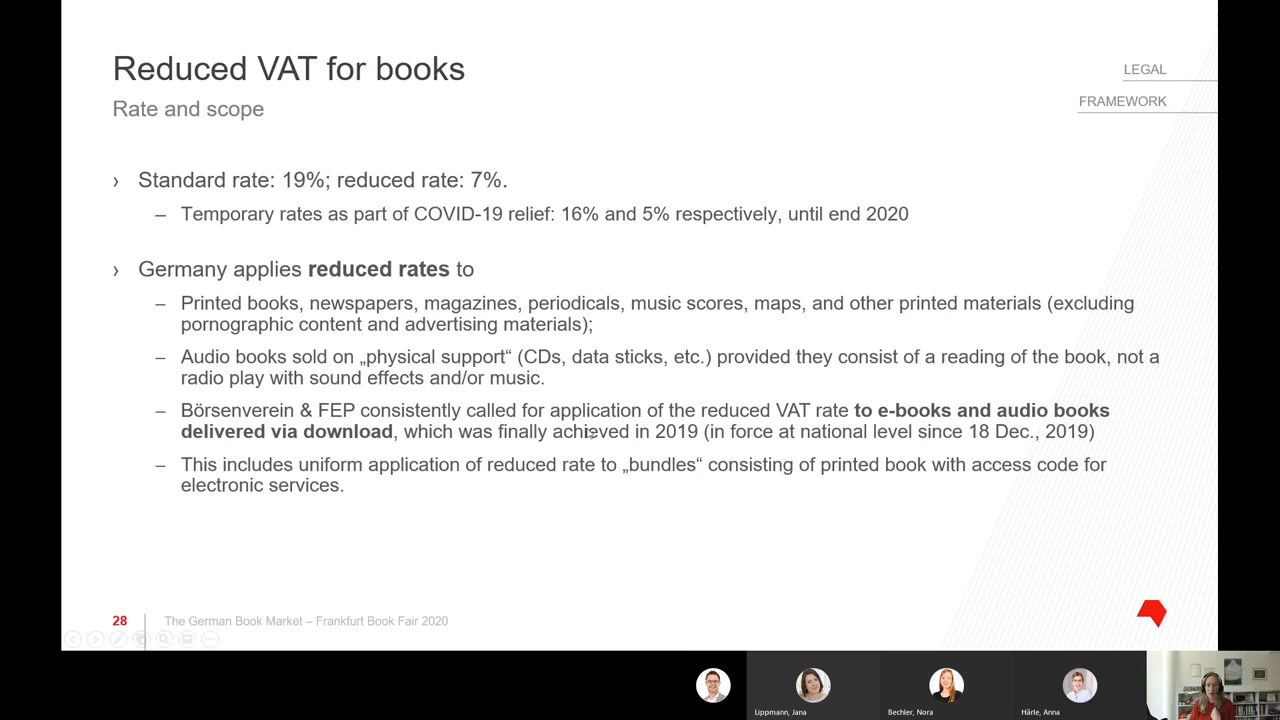 Reduced VAT for books
Rate and scope
LEGAL
FRAMEWORK
› Standard rate: 19%; reduced rate: 7%.
– Temporary rates as part of COVID-19 relief: 16% and 5% respectively, until end 2020
› Germany applies reduced rates to
– Printed books, newspapers, magazines, periodicals, music scores, maps, and other printed materials (excluding
pornographic content and advertising materials);
– Audio books sold on „physical support“ (CDs, data sticks, etc.) provided they consist of a reading of the book, not a
radio play with sound effects and/or music.
– Börsenverein & FEP consistently called for application of the reduced VAT rate to e-books and audio books
delivered via download, which was finally achieved in 2019 (in force at national level since 18 Dec., 2019)
– This includes uniform application of reduced rate to „bundles“ consisting of printed book with access code for
electronic services.
28
The German Book Market – Frankfurt Book Fair 2020
Lippmann, Jana
Bechler, Nora
Härle, Anna